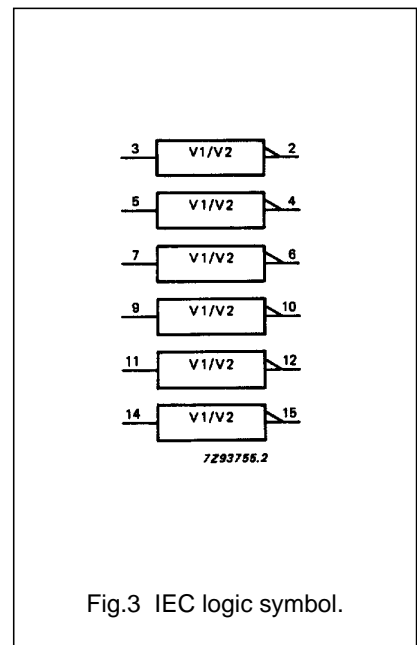 3 V1/V2 2
5 V1/V2 4
7 V1/V2 6
9 V1/V2 10
11 V1/V2 12
14 V1/V2 15
7Z93755.2
Fig.3 IEC logic symbol.